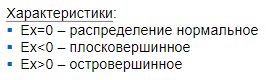 Характеристики:
▪ Ex=0 – распределение нормальное
▪ Ex<0 – плосковершинное
▪ Ex>0 – островершинное